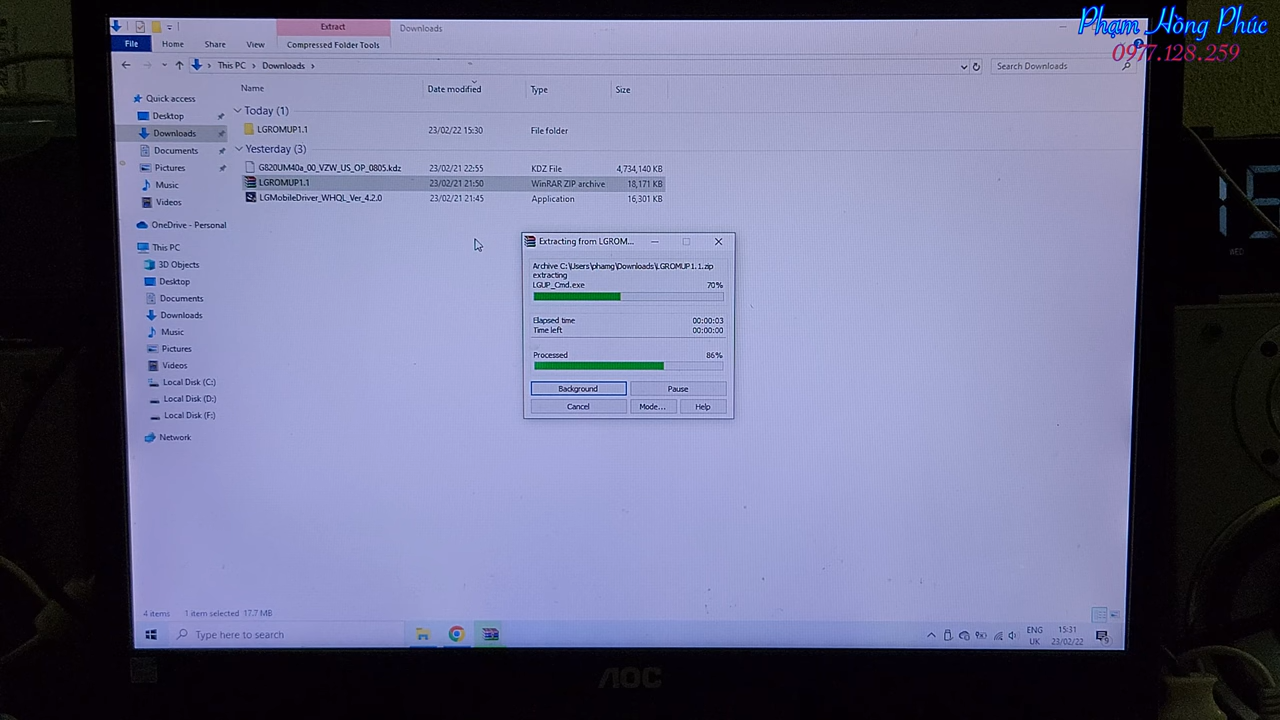 Phạm Hồng Phúc
0977.128.259
Extract
Downloads
File
Home
Share
View
Compressed Folder Tools
This PC
Downloads
Search Downloads
Name
Date modified
Type
Size
Quick access
Desktop
Downloads
Documents
Pictures
Music
Videos
OneDrive - Personal
This PC
3D Objects
Desktop
Documents
Downloads
Music
Pictures
Videos
Local Disk (C:)
Local Disk (D:)
Local Disk (F:)
Network
Today (1)
LGROMUP1.1 23/02/22 15:30 File folder
Yesterday (3)
G820UM40a_00_VZW_US_OP_0805.kdz 23/02/21 22:55 KDZ File 4,734,140 KB
LGROMUP1.1 23/02/21 21:50 WinRAR ZIP archive 18,171 KB
LGMobileDriver_WHQL_Ver_4.2.0 23/02/21 21:45 Application 16,301 KB
Extracting from LGROM...
Archive C:\Users\phamg\Downloads\LGROMUP1.1.zip
extracting
LGUP_Cmd.exe 70%
Elapsed time 00:00:03
Time left 00:00:00
Processed 86%
Background
Pause
Cancel
Mode...
Help
4 items 1 item selected 17.7 MB
Type here to search
ENG
UK
15:31
23/02/22
AOC
15
WED